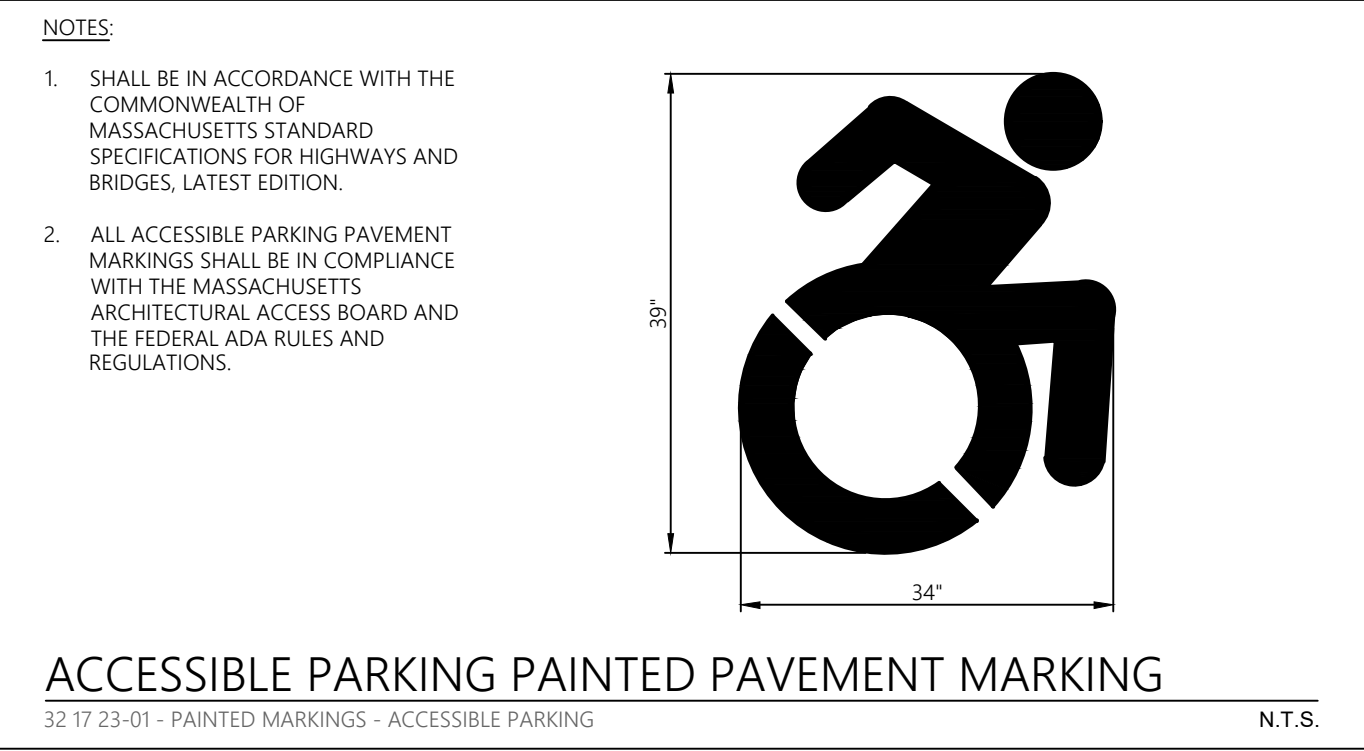 NOTES:
1. SHALL BE IN ACCORDANCE WITH THE
COMMONWEALTH OF
MASSACHUSETTS STANDARD
SPECIFICATIONS FOR HIGHWAYS AND
BRIDGES, LATEST EDITION.
2. ALL ACCESSIBLE PARKING PAVEMENT
MARKINGS SHALL BE IN COMPLIANCE
WITH THE MASSACHUSETTS
ARCHITECTURAL ACCESS BOARD AND
THE FEDERAL ADA RULES AND
REGULATIONS.
39"
34"
ACCESSIBLE PARKING PAINTED PAVEMENT MARKING
32 17 23-01 - PAINTED MARKINGS - ACCESSIBLE PARKING
N.T.S.